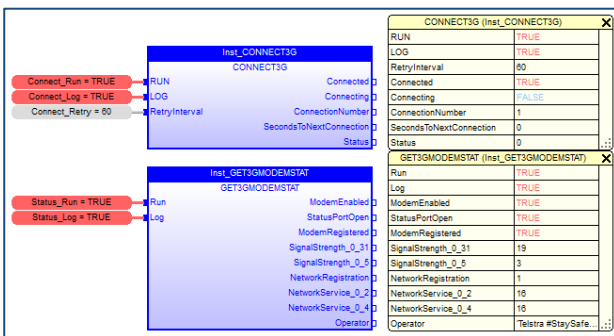 CONNECT3G (Inst_CONNECT3G) X
RUN TRUE
LOG TRUE
RetryInterval 60
Connected TRUE
Connecting FALSE
ConnectionNumber 1
SecondsToNextConnection 0
Status 0
Inst_CONNECT3G
CONNECT3G
Connect_Run = TRUE RUN Connected
Connect_Log = TRUE LOG Connecting
Connect_Retry = 60 RetryInterval ConnectionNumber
SecondsToNextConnection
Status
GET3GMODEMSTAT (Inst_GET3GMODEMSTAT) X
Run TRUE
Log TRUE
ModemEnabled TRUE
StatusPortOpen TRUE
ModemRegistered TRUE
SignalStrength_0_31 19
SignalStrength_0_5 3
NetworkRegistration 1
NetworkService_0_2 16
NetworkService_0_4 16
Operator 'Telstra #StaySafe...
Inst_GET3GMODEMSTAT
GET3GMODEMSTAT
Status_Run = TRUE Run ModemEnabled
Status_Log = TRUE Log StatusPortOpen
ModemRegistered
SignalStrength_0_31
SignalStrength_0_5
NetworkRegistration
NetworkService_0_2
NetworkService_0_4
Operator